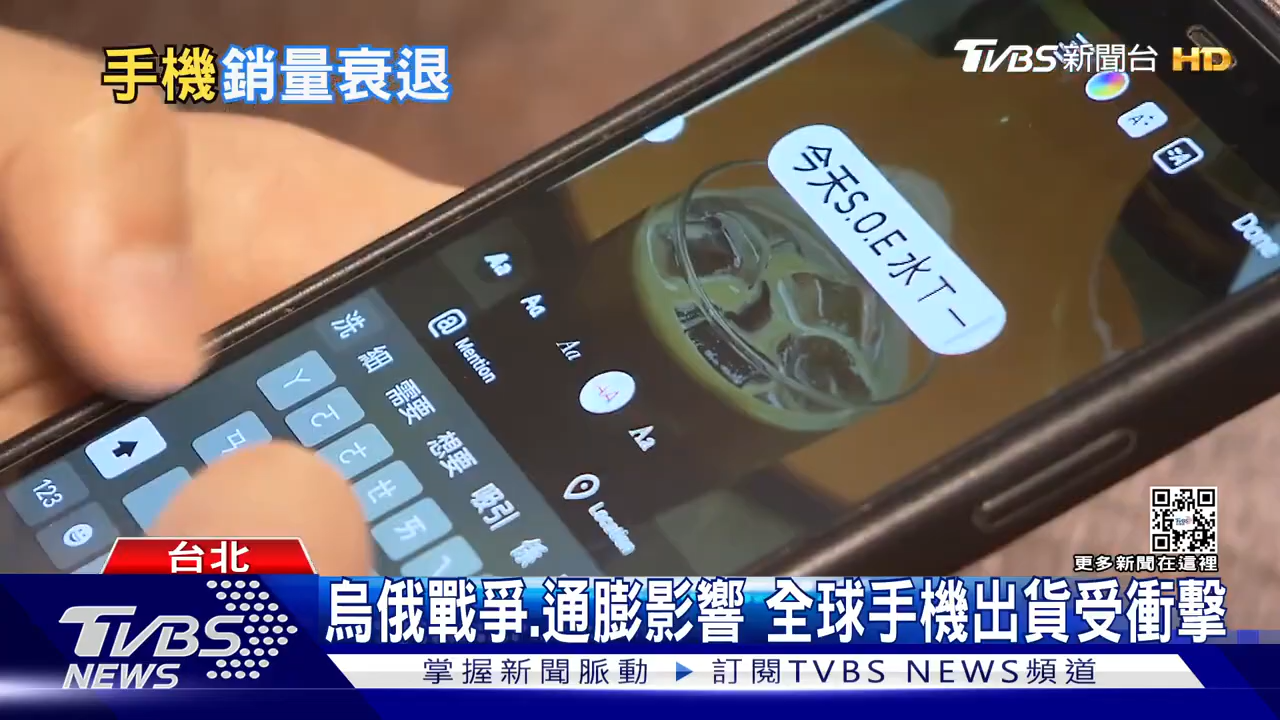 手機銷量衰退
TVBS新聞台 HD
今天S.O.E 水ㄒ一
Done
Aa
Aa
Aa
Aa
@ Mention
Location
洗 細 需要 想要 吸引 係
ㄚ ㄛ ㄜ ㄝ ㄞ ㄟ
ㄇ
123
更多新聞在這裡
台北
烏俄戰爭.通膨影響 全球手機出貨受衝擊
TVBS NEWS
掌握新聞脈動 ▶ 訂閱TVBS NEWS頻道